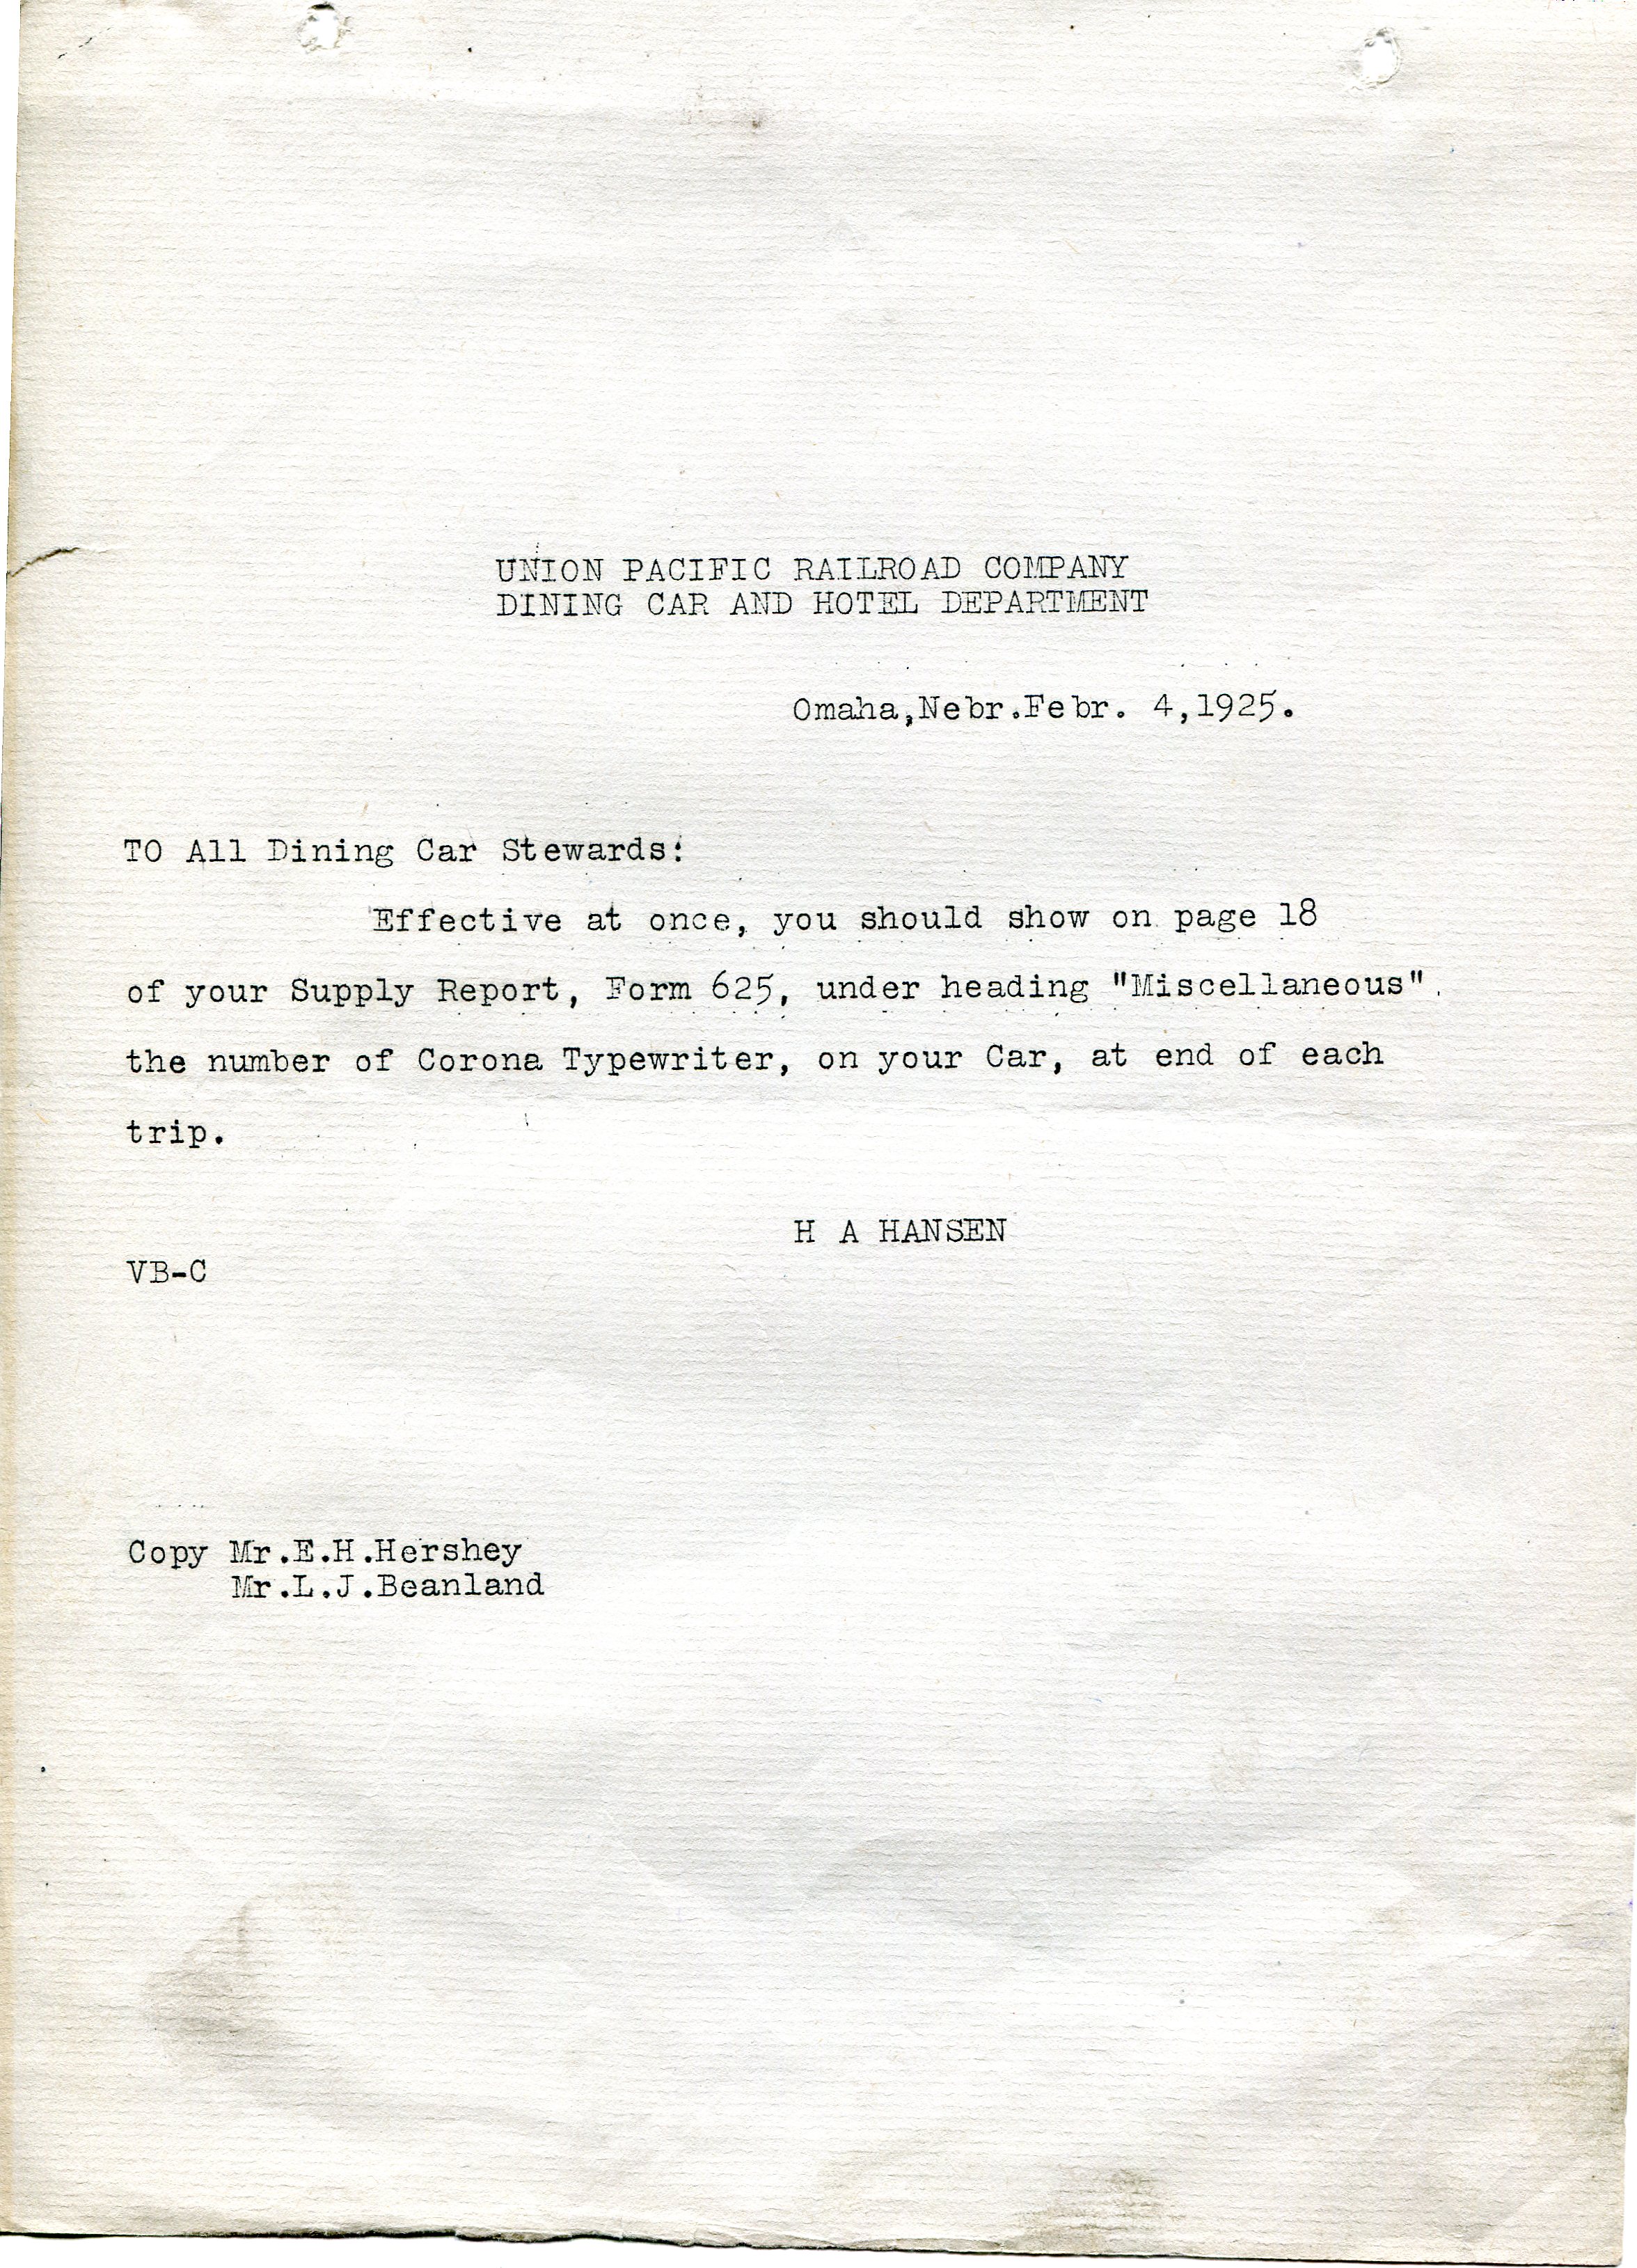 UNION PACIFIC RAILROAD COMPANY
DINING CAR AND HOTEL DEPARTMENT
Omaha,Nebr.Febr. 4,1925.
TO All Dining Car Stewards:
Effective at once, you should show on page 18
of your Supply Report, Form 625, under heading "Miscellaneous".
the number of Corona Typewriter, on your Car, at end of each
trip.
H A HANSEN
VB-C
Copy Mr.E.H.Hershey
Mr.L.J.Beanland